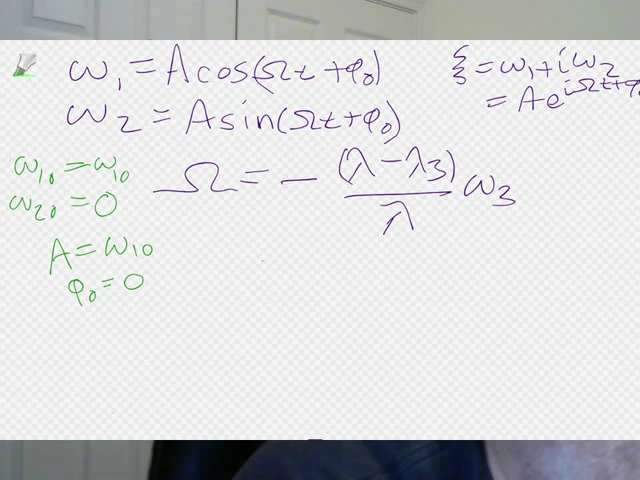 ω₁ = A cos(Ωt + φ₀)
ω₂ = A sin(Ωt + φ₀)
Ω = − (λ − λ₃)/λ ω₃
ξ = ω₁ + iω₂
= A e^{i(Ωt + φ
ω₁₀ = ω₁₀
ω₂₀ = 0
A = ω₁₀
φ₀ = 0